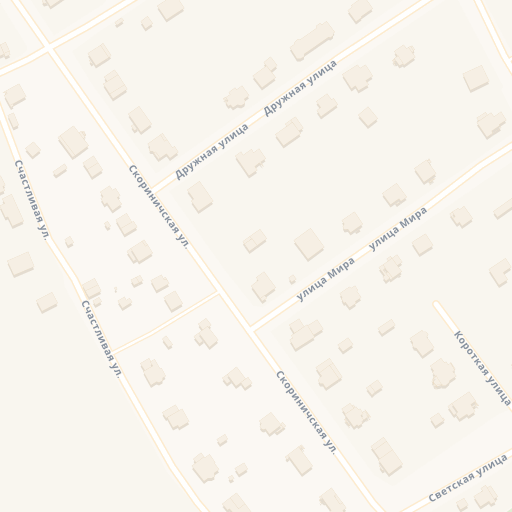 Дружная улица
Дружная улица
Скориничская ул.
Счастливая ул.
улица Мира
улица Мира
Счастливая ул.
Короткая улица
Скориничская ул.
Светская улица